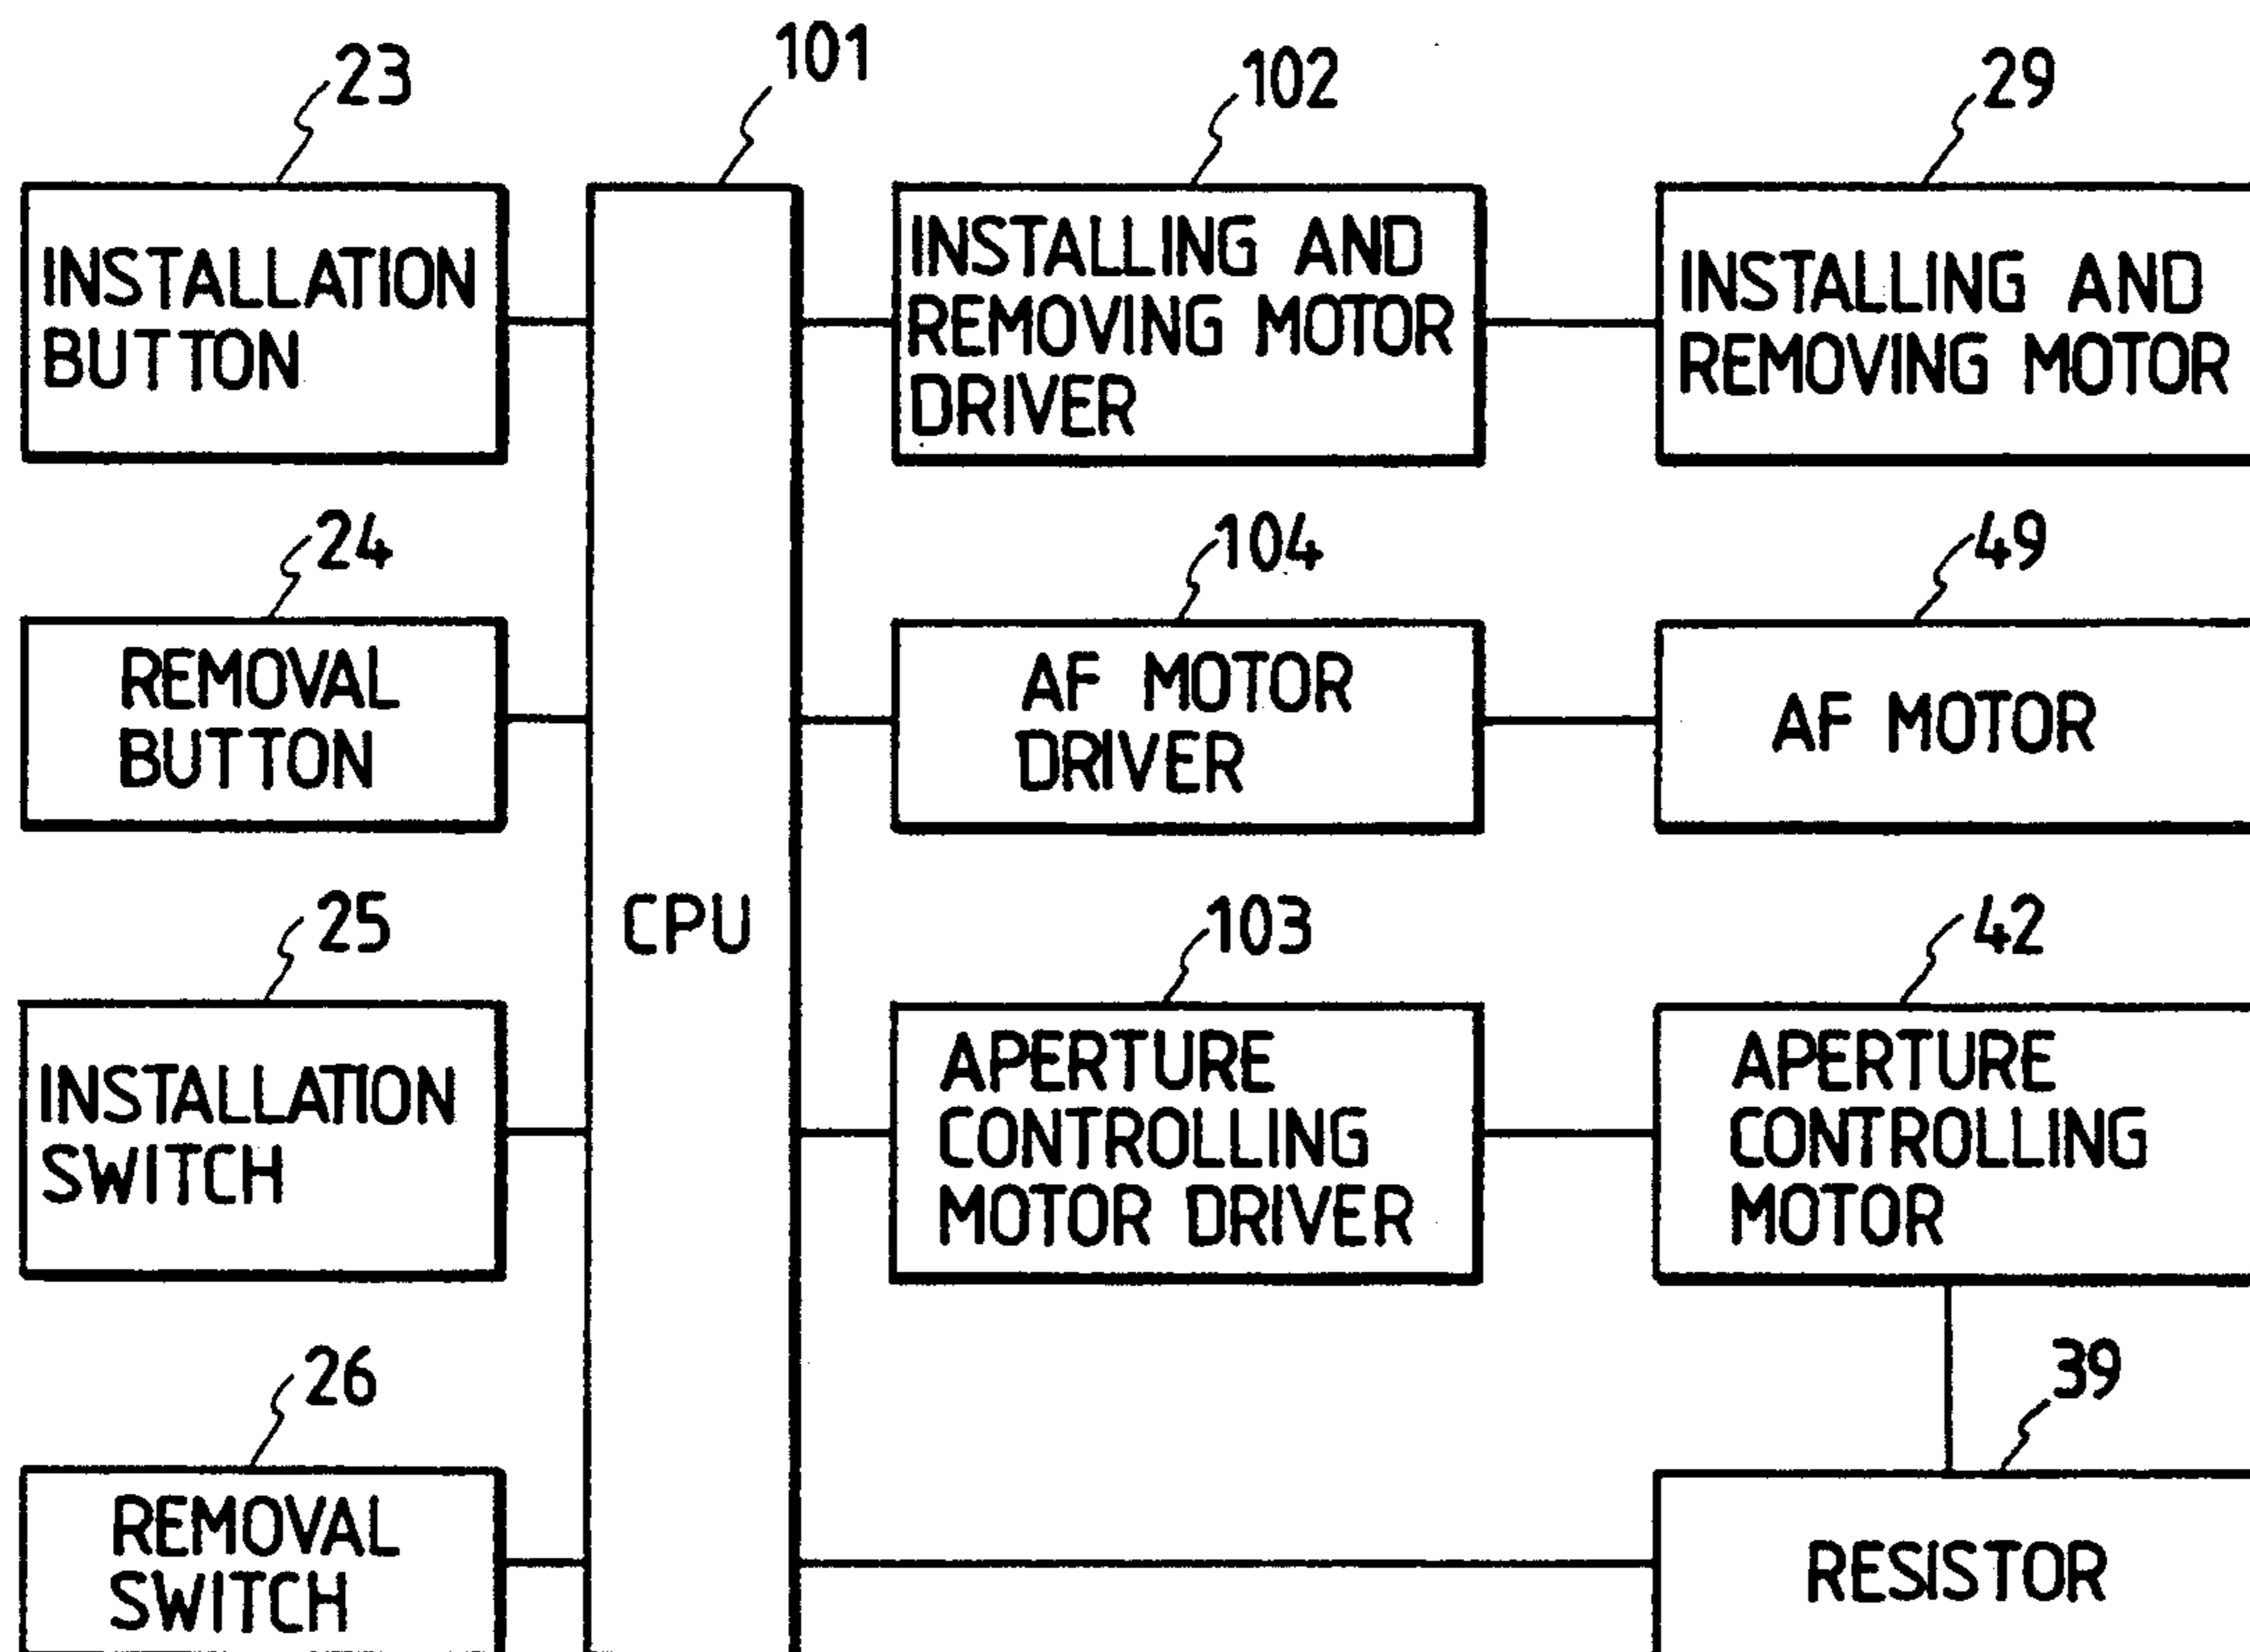 23
101
102
29
INSTALLATION
BUTTON
INSTALLING AND
REMOVING MOTOR
DRIVER
INSTALLING AND
REMOVING MOTOR
24
104
49
REMOVAL
BUTTON
AF MOTOR
DRIVER
AF MOTOR
25
CPU
103
42
INSTALLATION
SWITCH
APERTURE
CONTROLLING
MOTOR DRIVER
APERTURE
CONTROLLING
MOTOR
26
39
REMOVAL
SWITCH
RESISTOR